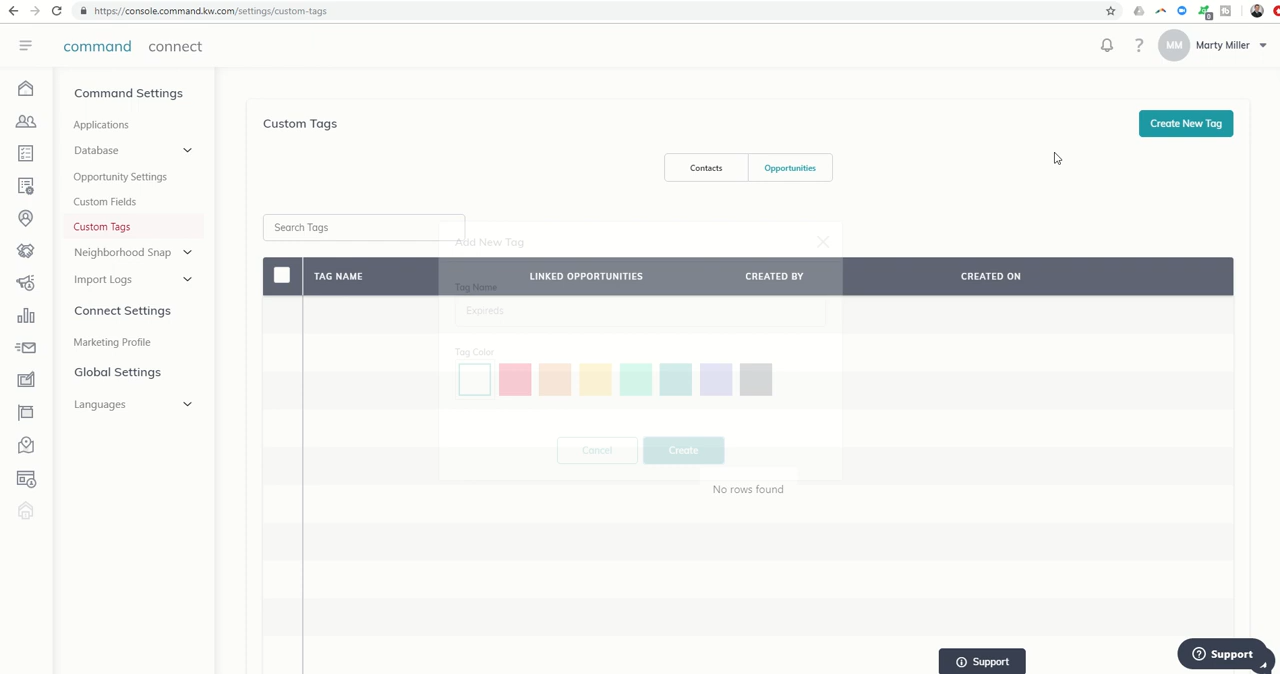 https://console.command.kw.com/settings/custom-tags
command connect
MM Marty Miller
Command Settings
Applications
Database
Opportunity Settings
Custom Fields
Custom Tags
Neighborhood Snap
Import Logs
Connect Settings
Marketing Profile
Global Settings
Languages
Custom Tags
Create New Tag
Contacts Opportunities
Search Tags
Add New Tag
TAG NAME LINKED OPPORTUNITIES CREATED BY CREATED ON
Tag Name
Expireds
Tag Color
Cancel Create
No rows found
Support
Support